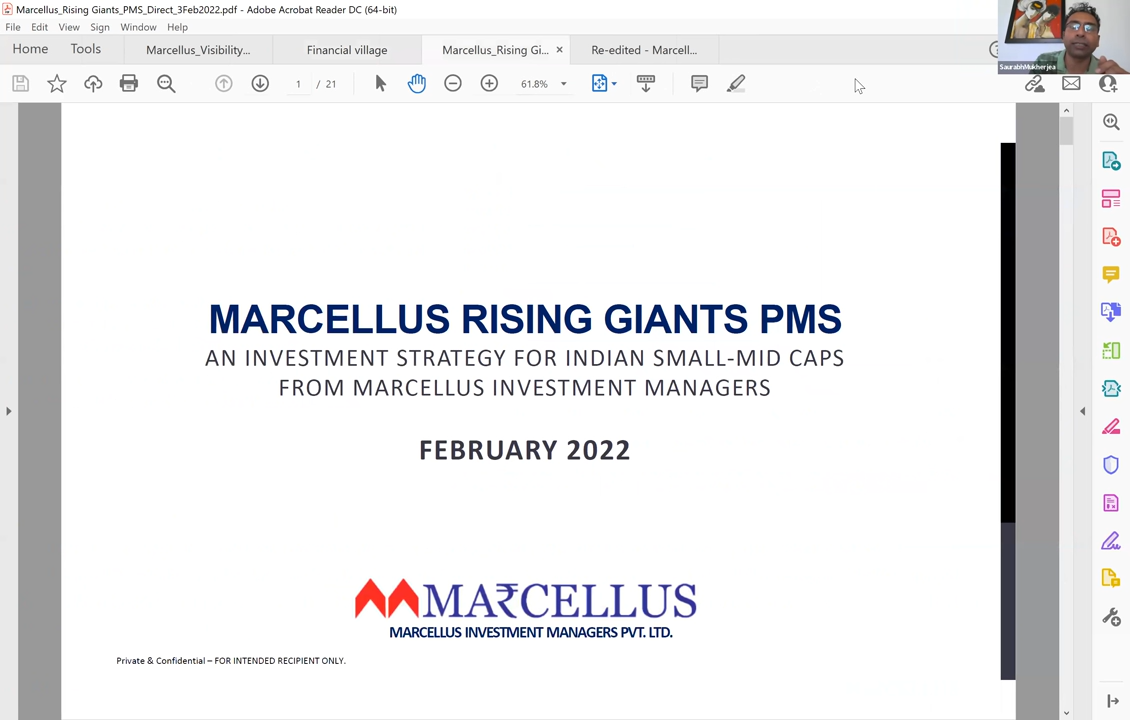 Marcellus_Rising Giants_PMS_Direct_3Feb2022.pdf - Adobe Acrobat Reader DC (64-bit)
File Edit View Sign Window Help
Home Tools Marcellus_Visibility... Financial village Marcellus_Rising Gi... × Re-edited - Marcell...
SaurabhMukherjea
1 / 21 61.8%
MARCELLUS RISING GIANTS PMS
AN INVESTMENT STRATEGY FOR INDIAN SMALL-MID CAPS
FROM MARCELLUS INVESTMENT MANAGERS
FEBRUARY 2022
MA₹CELLUS
MARCELLUS INVESTMENT MANAGERS PVT. LTD.
Private & Confidential – FOR INTENDED RECIPIENT ONLY.